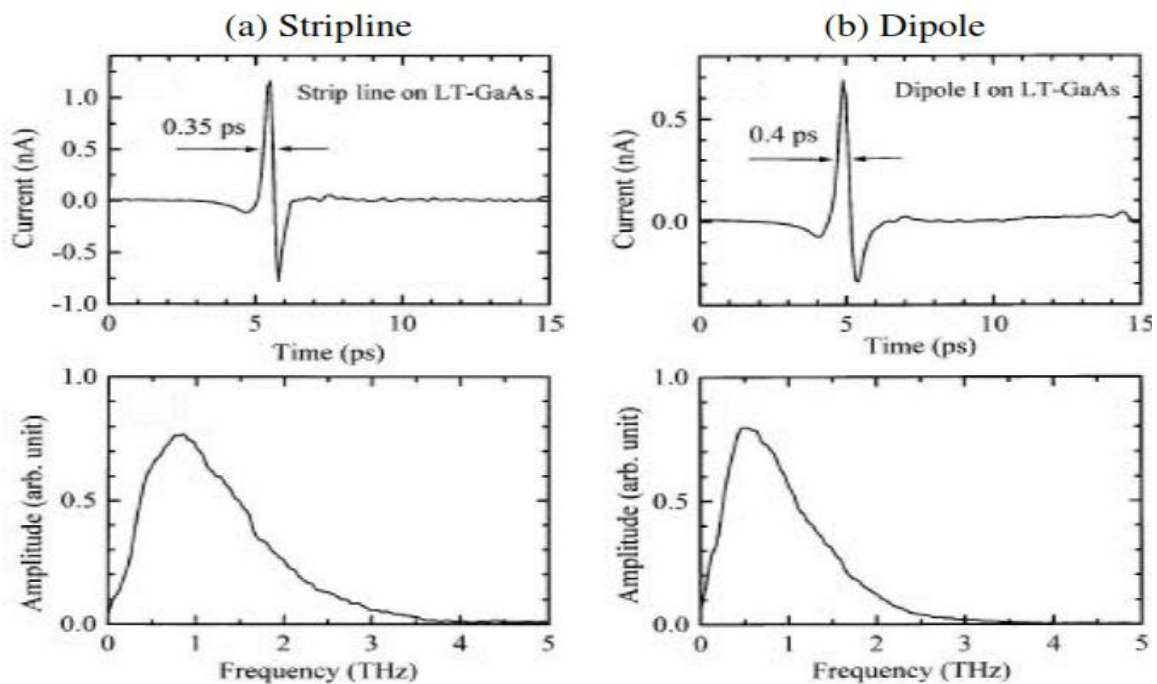 (a) Stripline
Strip line on LT-GaAs
0.35 ps
1.0
0.5
0.0
-0.5
-1.0
Current (nA)
0 5 10 15
Time (ps)
(b) Dipole
Dipole I on LT-GaAs
0.4 ps
0.5
0.0
Current (nA)
0 5 10 15
Time (ps)
1.0
0.5
0.0
Amplitude (arb. unit)
0 1 2 3 4 5
Frequency (THz)
1.0
0.5
0.0
Amplitude (arb. unit)
0 1 2 3 4 5
Frequency (THz)